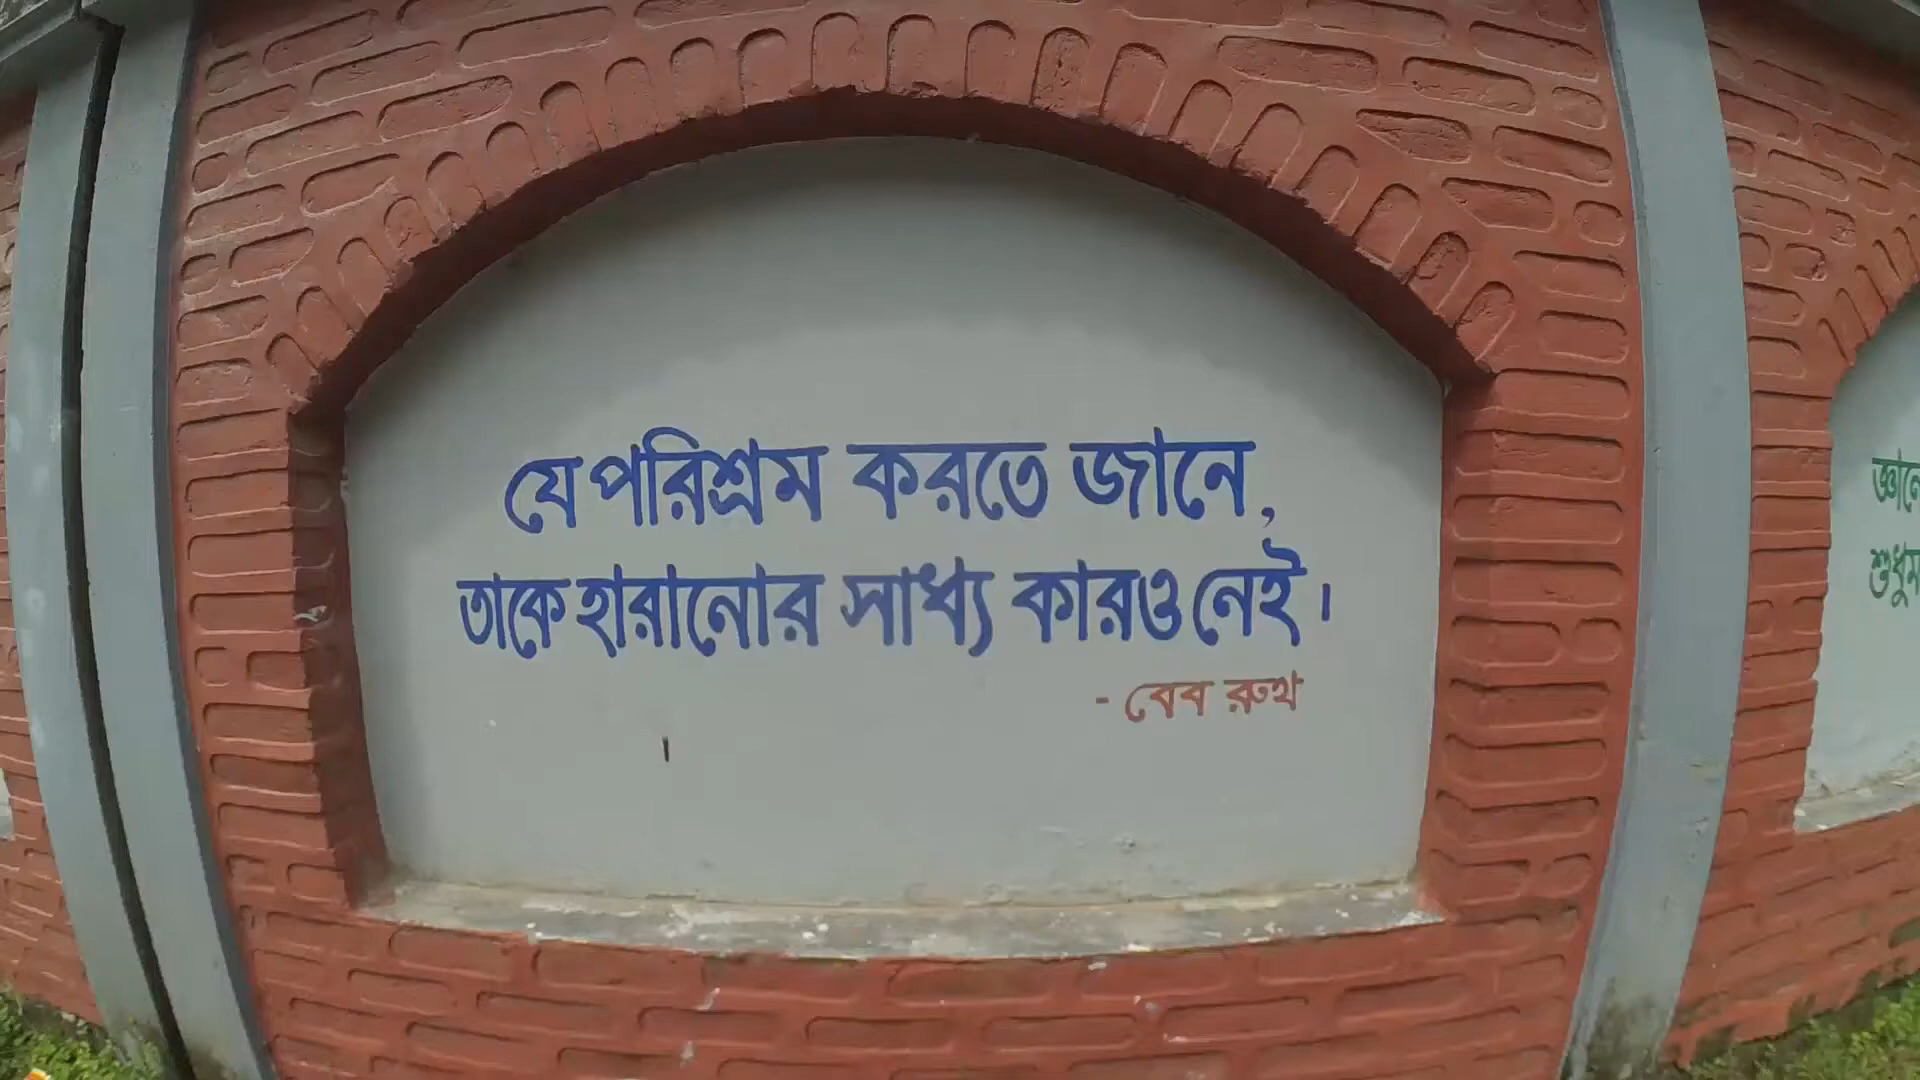 যে পরিশ্রম করতে জানে,
তাকে হারানোর সাধ্য কারও নেই।
- বেব রুথ